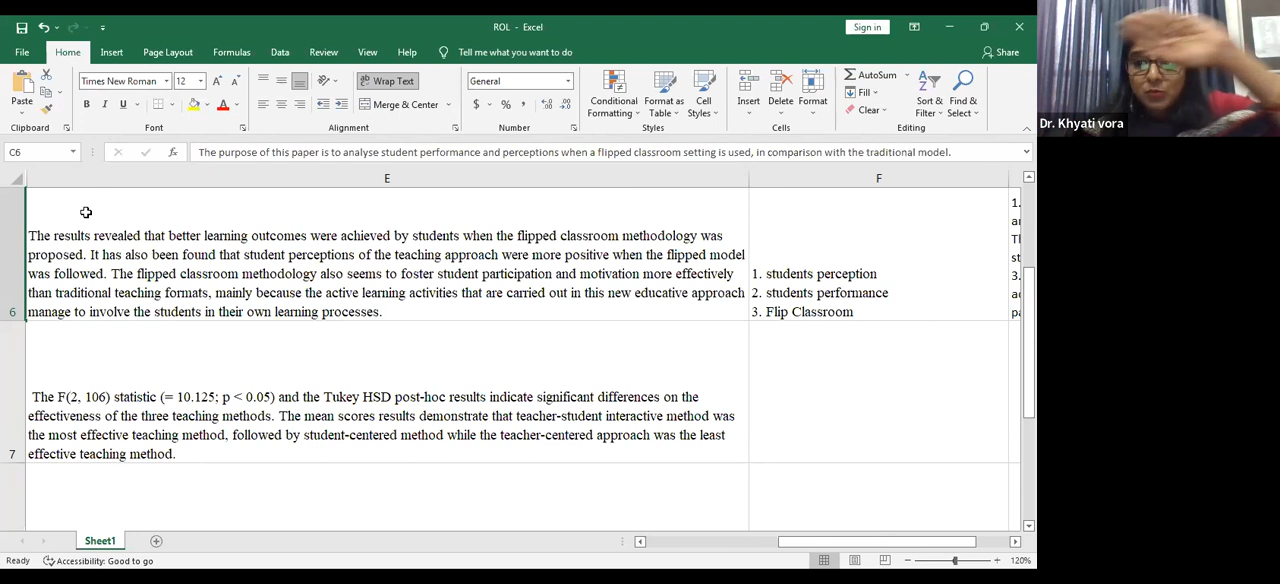 ROL - Excel
Sign in
File Home Insert Page Layout Formulas Data Review View Help Tell me what you want to do Share
Paste
Clipboard
Times New Roman 12
B I U
Font
Wrap Text
Merge & Center
Alignment
General
$ % ,
Number
Conditional Formatting
Format as Table
Cell Styles
Styles
Insert Delete Format
Cells
AutoSum
Fill
Clear
Sort & Filter
Find & Select
Editing
Dr. Khyati vora
C6 fx The purpose of this paper is to analyse student performance and perceptions when a flipped classroom setting is used, in comparison with the traditional model.
E F
The results revealed that better learning outcomes were achieved by students when the flipped classroom methodology was
proposed. It has also been found that student perceptions of the teaching approach were more positive when the flipped model
was followed. The flipped classroom methodology also seems to foster student participation and motivation more effectively
than traditional teaching formats, mainly because the active learning activities that are carried out in this new educative approach
manage to involve the students in their own learning processes.
6
1. students perception
2. students performance
3. Flip Classroom
1.
3.
The F(2, 106) statistic (= 10.125; p < 0.05) and the Tukey HSD post-hoc results indicate significant differences on the
effectiveness of the three teaching methods. The mean scores results demonstrate that teacher-student interactive method was
the most effective teaching method, followed by student-centered method while the teacher-centered approach was the least
effective teaching method.
7
Sheet1
Ready Accessibility: Good to go 120%